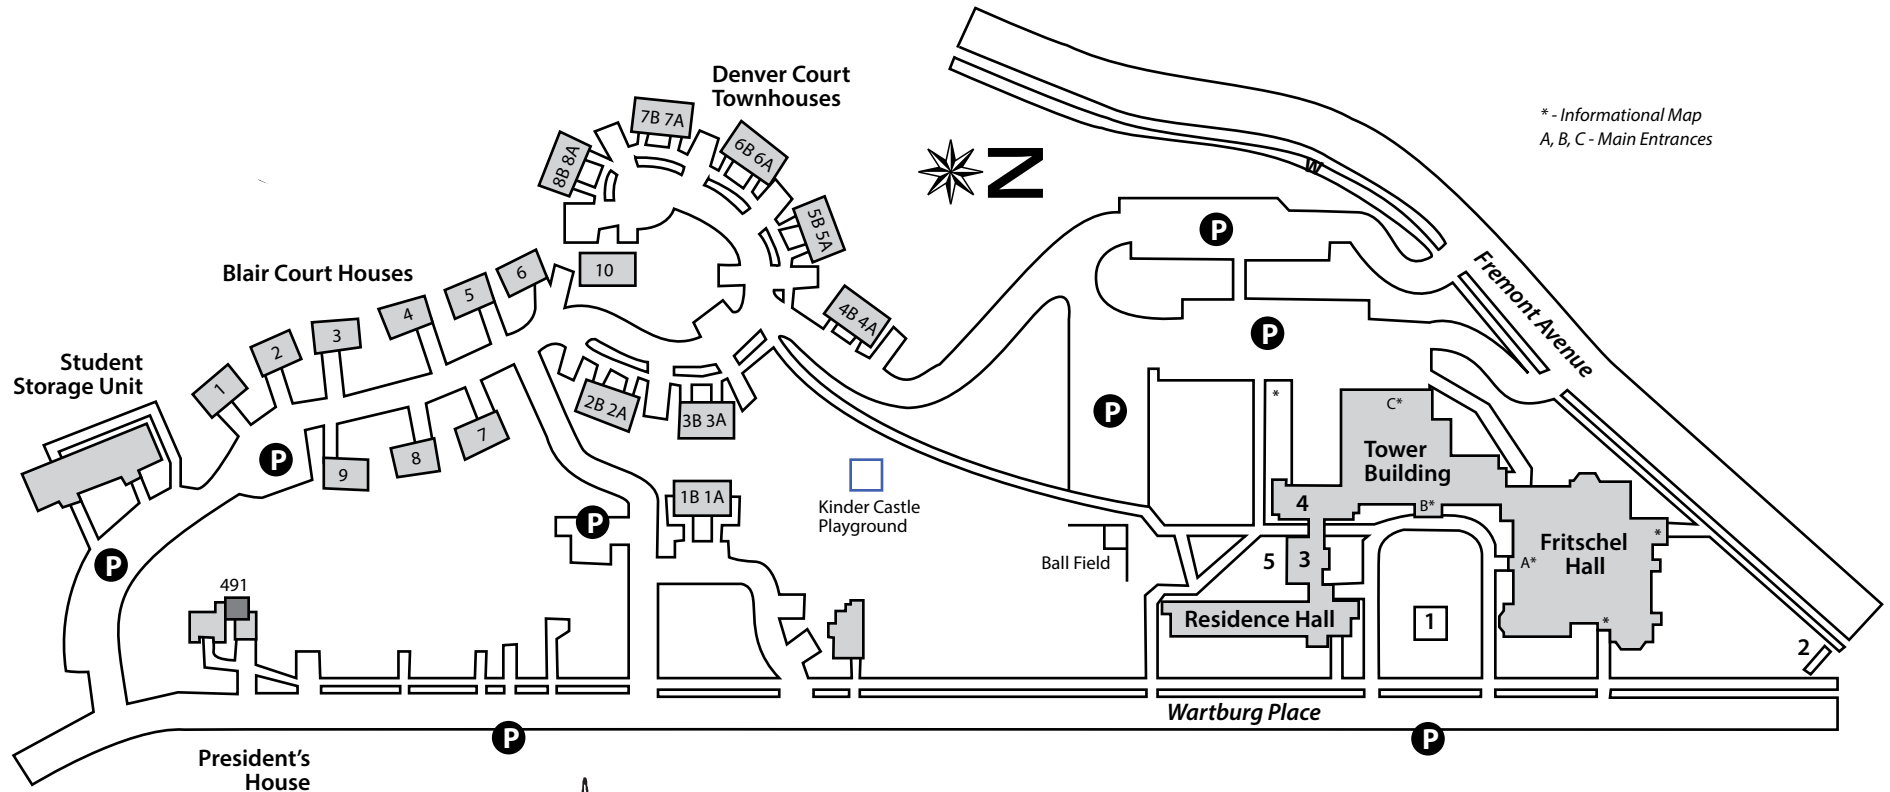 Denver Court
Townhouses
* - Informational Map
A, B, C - Main Entrances
7B 7A
6B 6A
8B 8A
5B 5A
4B 4A
N
W
P
Fremont Avenue
Blair Court Houses
10
6
5
4
3
2
1
P
Student
Storage Unit
2B 2A
3B 3A
7
8
9
P
P
*
C*
Tower
Building
Kinder Castle
Playground
1B 1A
P
4
B*
Fritschel
Hall
*
A*
Ball Field
5
3
P
491
Residence Hall
1
*
2
Wartburg Place
P
P
President's
House